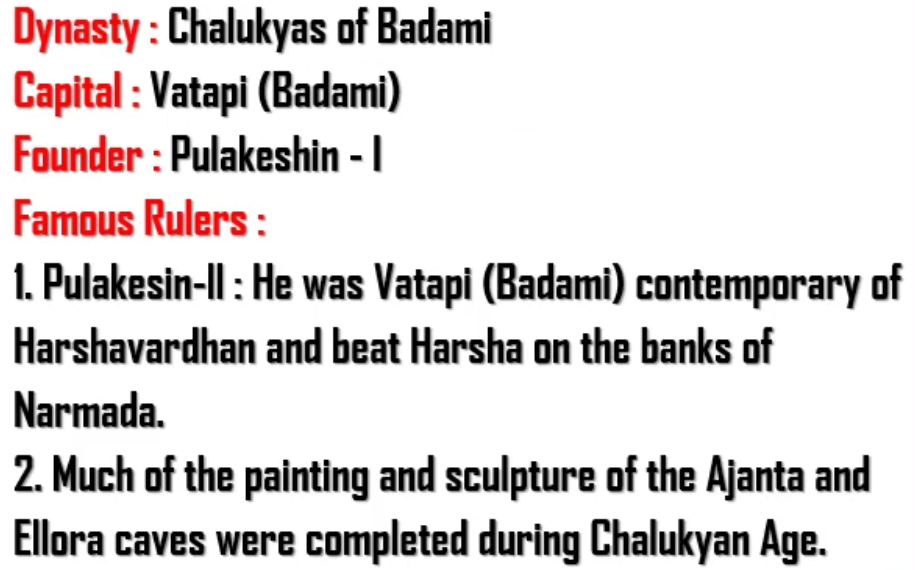 Dynasty : Chalukyas of Badami
Capital : Vatapi (Badami)
Founder : Pulakeshin - I
Famous Rulers :
1. Pulakesin-II : He was Vatapi (Badami) contemporary of
Harshavardhan and beat Harsha on the banks of
Narmada.
2. Much of the painting and sculpture of the Ajanta and
Ellora caves were completed during Chalukyan Age.